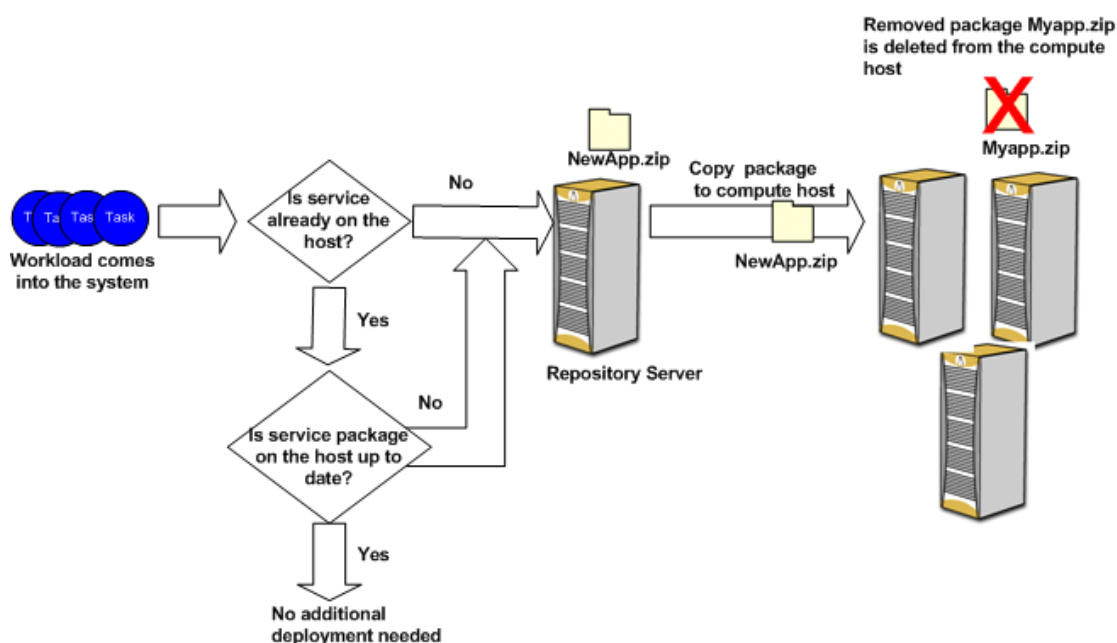 Removed package Myapp.zip
is deleted from the compute
host
NewApp.zip
Myapp.zip
Copy package
to compute host
No
Is service
already on the
host?
Task
Workload comes
into the system
NewApp.zip
Yes
Repository Server
No
Is service package
on the host up to
date?
Yes
No additional
deployment needed